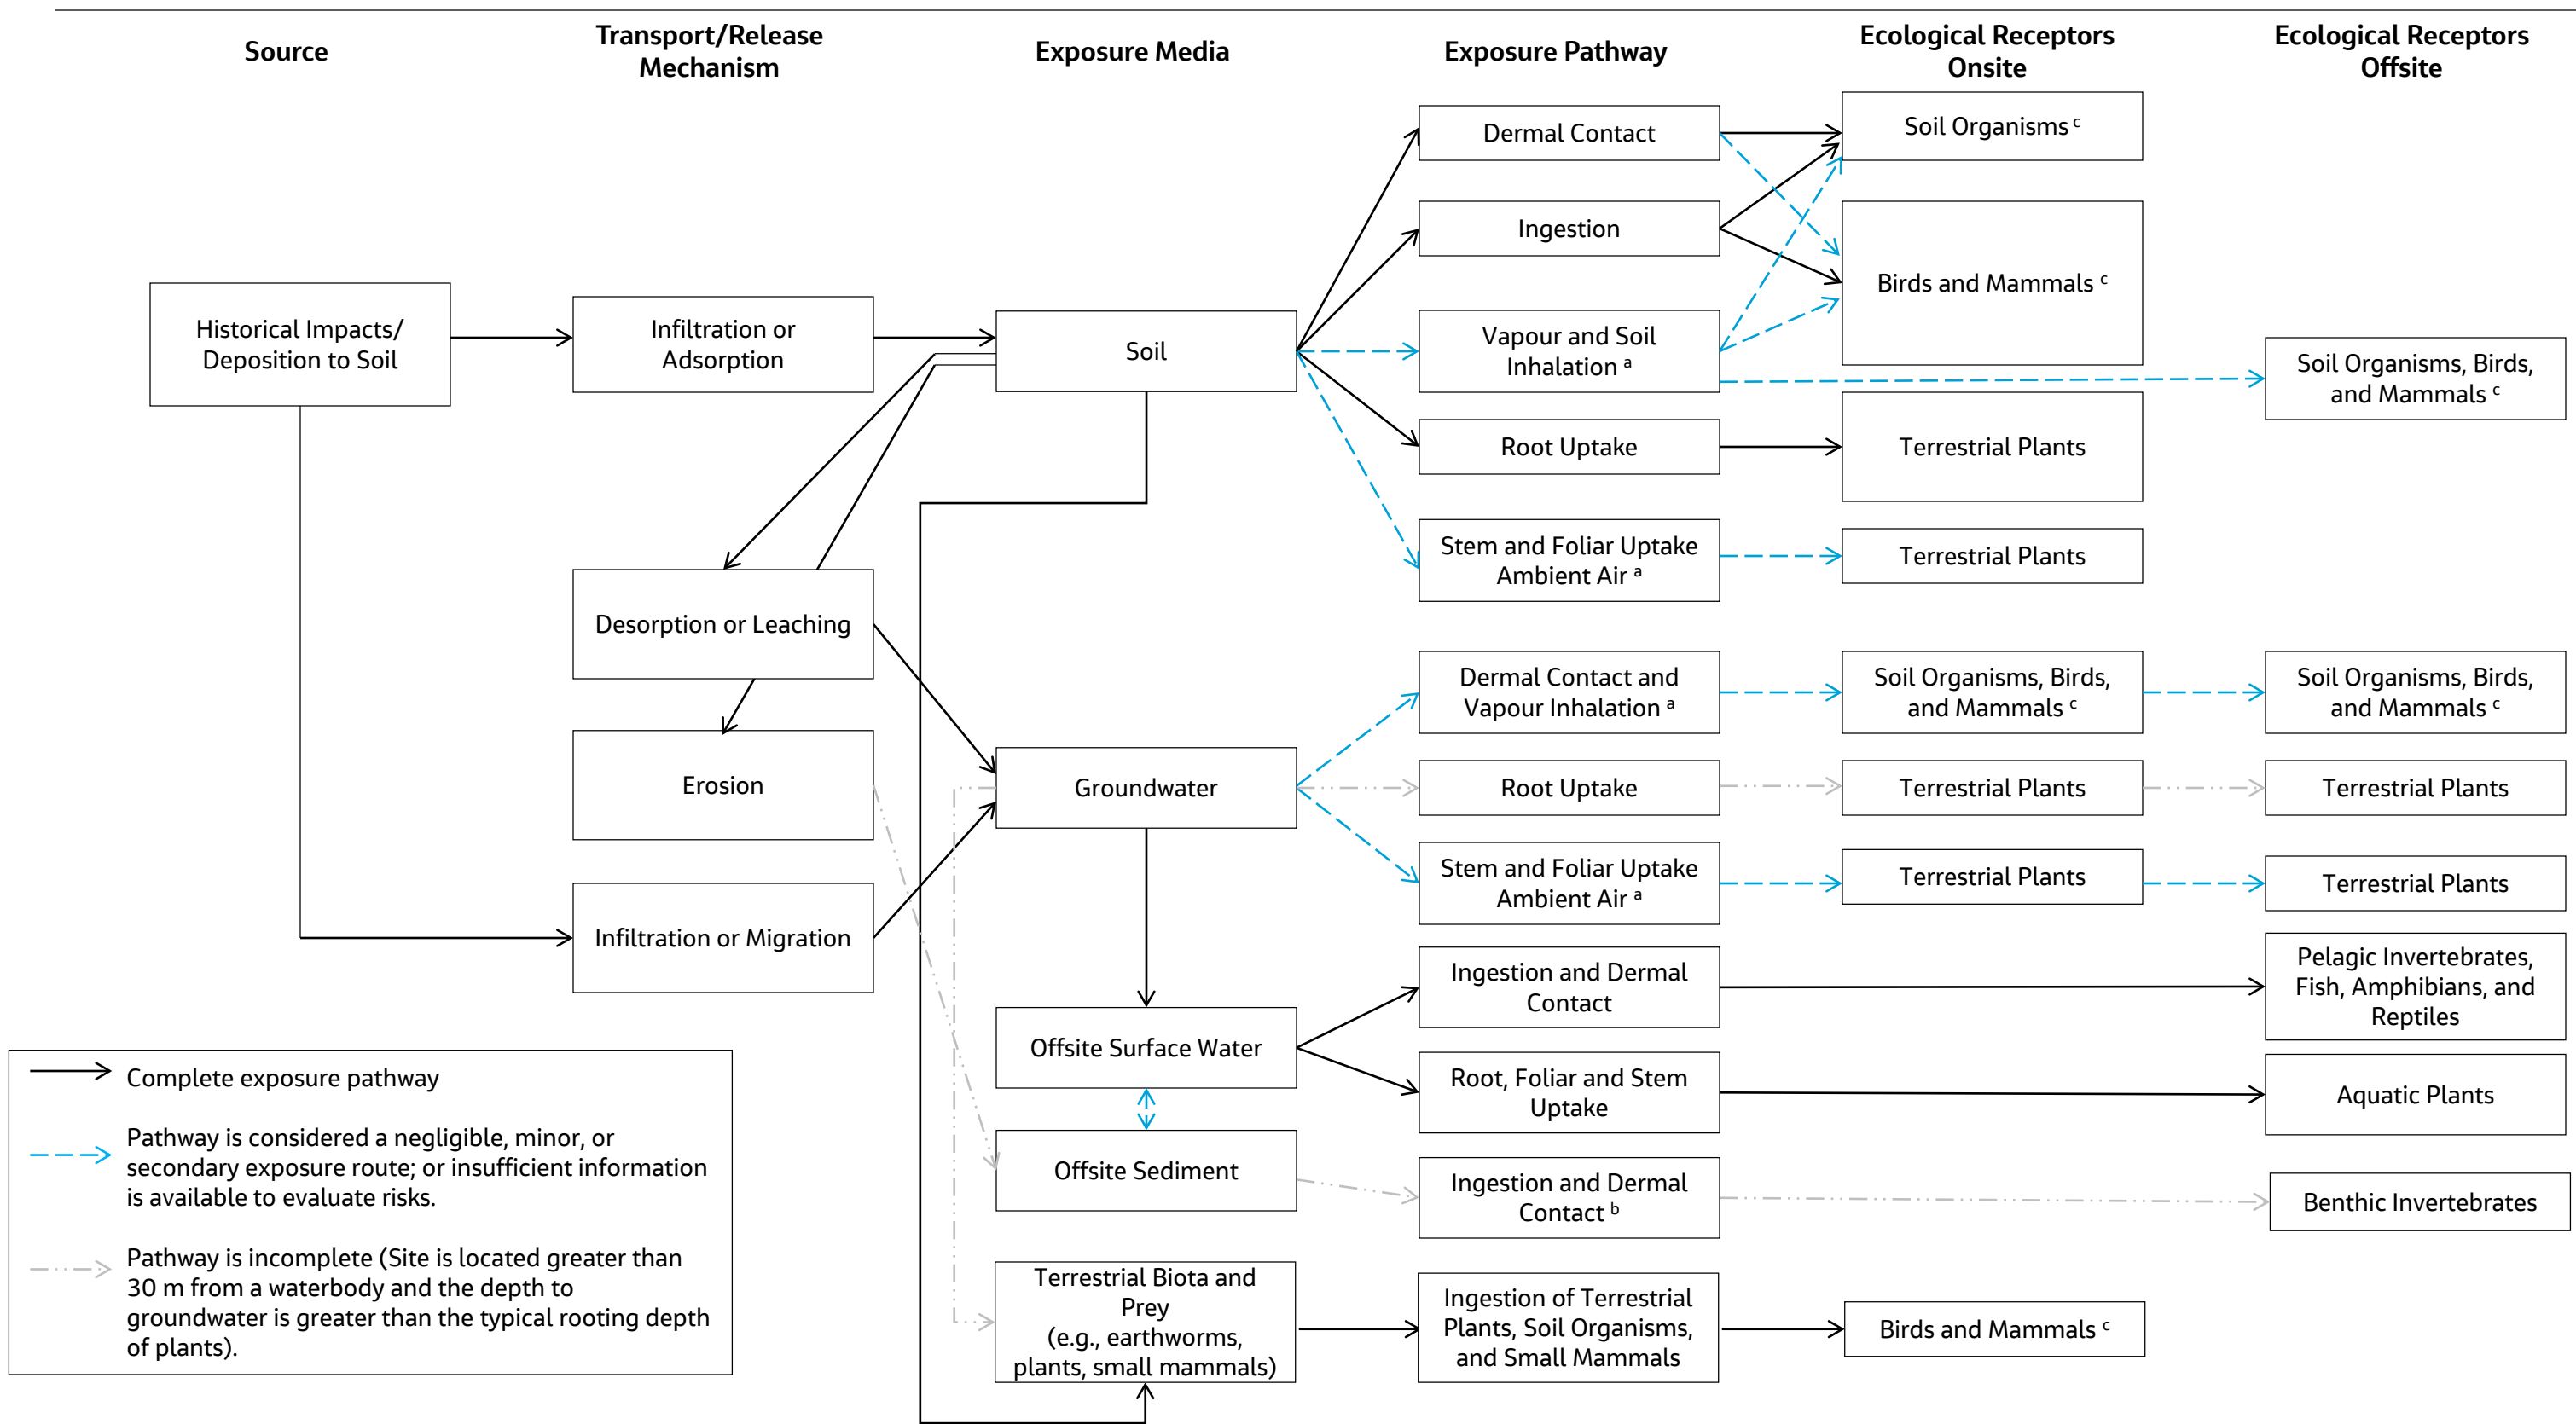 Source
Transport/Release
Mechanism
Exposure Media
Exposure Pathway
Ecological Receptors
Onsite
Ecological Receptors
Offsite
Historical Impacts/
Deposition to Soil
Infiltration or
Adsorption
Desorption or Leaching
Erosion
Infiltration or Migration
Soil
Groundwater
Offsite Surface Water
Offsite Sediment
Terrestrial Biota and
Prey
(e.g., earthworms,
plants, small mammals)
Dermal Contact
Ingestion
Vapour and Soil
Inhalation a
Root Uptake
Stem and Foliar Uptake
Ambient Air a
Dermal Contact and
Vapour Inhalation a
Root Uptake
Stem and Foliar Uptake
Ambient Air a
Ingestion and Dermal
Contact
Root, Foliar and Stem
Uptake
Ingestion and Dermal
Contact b
Ingestion of Terrestrial
Plants, Soil Organisms,
and Small Mammals
Soil Organisms c
Birds and Mammals c
Terrestrial Plants
Terrestrial Plants
Soil Organisms, Birds,
and Mammals c
Terrestrial Plants
Terrestrial Plants
Birds and Mammals c
Soil Organisms, Birds,
and Mammals c
Soil Organisms, Birds,
and Mammals c
Terrestrial Plants
Terrestrial Plants
Pelagic Invertebrates,
Fish, Amphibians, and
Reptiles
Aquatic Plants
Benthic Invertebrates
Complete exposure pathway
Pathway is considered a negligible, minor, or
secondary exposure route; or insufficient information
is available to evaluate risks.
Pathway is incomplete (Site is located greater than
30 m from a waterbody and the depth to
groundwater is greater than the typical rooting depth
of plants).